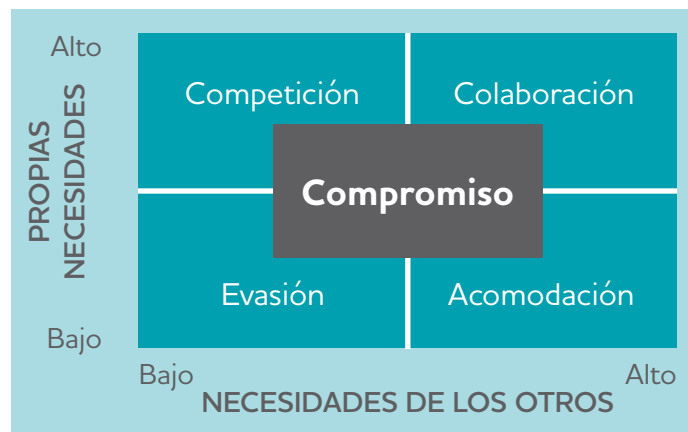 Alto
PROPIAS
NECESIDADES
Competición
Colaboración
Compromiso
Evasión
Acomodación
Bajo
Bajo
Alto
NECESIDADES DE LOS OTROS